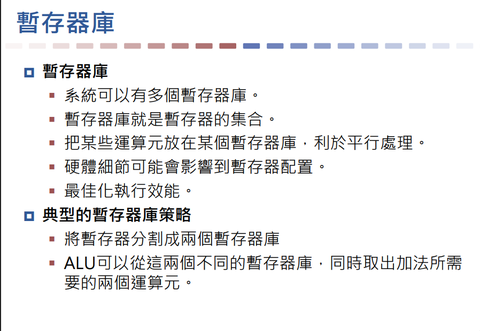 暫存器庫
暫存器庫
系統可以有多個暫存器庫。
暫存器庫就是暫存器的集合。
把某些運算元放在某個暫存器庫，利於平行處理。
硬體細節可能會影響到暫存器配置。
最佳化執行效能。
典型的暫存器庫策略
將暫存器分割成兩個暫存器庫
ALU可以從這兩個不同的暫存器庫，同時取出加法所需
要的兩個運算元。